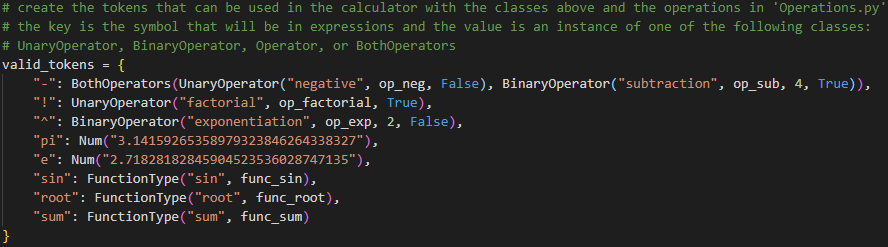 # create the tokens that can be used in the calculator with the classes above and the operations in 'Operations.py'
# the key is the symbol that will be in expressions and the value is an instance of one of the following classes:
# UnaryOperator, BinaryOperator, Operator, or BothOperators
valid_tokens = {
    "-": BothOperators(UnaryOperator("negative", op_neg, False), BinaryOperator("subtraction", op_sub, 4, True)),
    "!": UnaryOperator("factorial", op_factorial, True),
    "^": BinaryOperator("exponentiation", op_exp, 2, False),
    "pi": Num("3.14159265358979323846264338327"),
    "e": Num("2.71828182845904523536028747135"),
    "sin": FunctionType("sin", func_sin),
    "root": FunctionType("root", func_root),
    "sum": FunctionType("sum", func_sum)
}